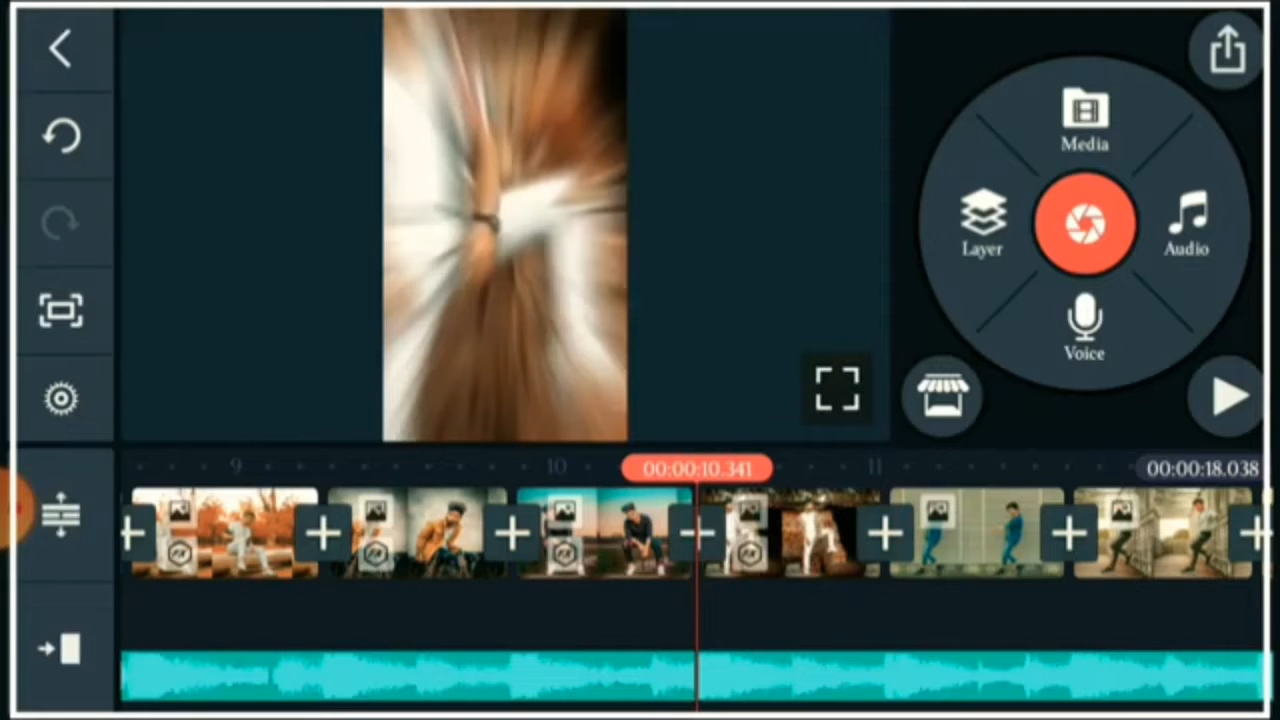 Media
Layer
Audio
Voice
9
10
00:00:10.341
11
00:00:18.038